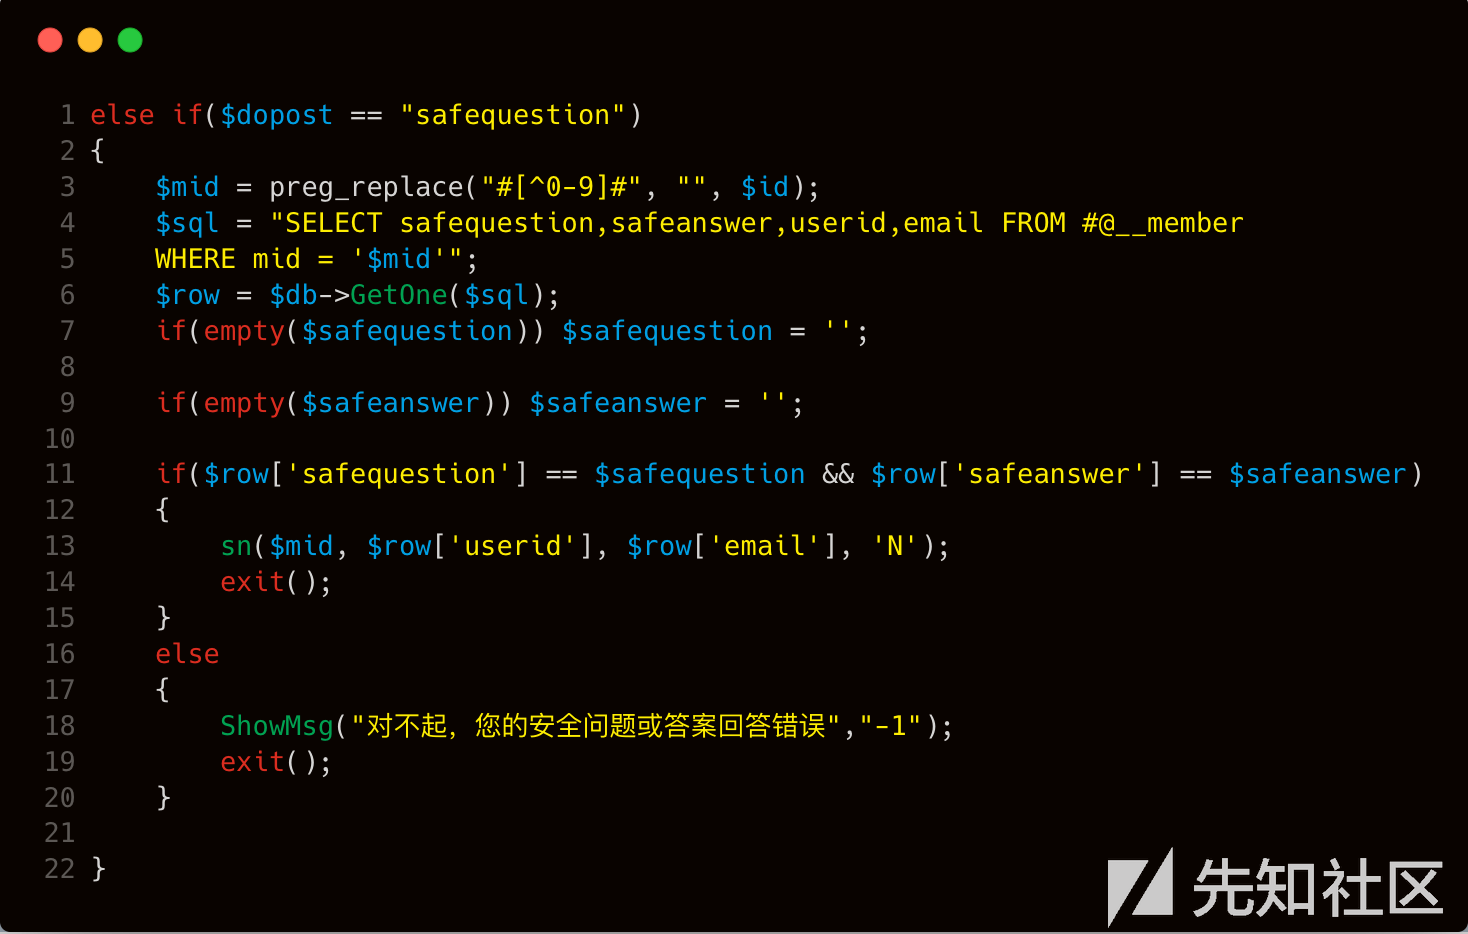 1 else if($dopost == "safequestion")
2 {
3     $mid = preg_replace("#[^0-9]#", "", $id);
4     $sql = "SELECT safequestion,safeanswer,userid,email FROM #@__member
5     WHERE mid = '$mid'";
6     $row = $db->GetOne($sql);
7     if(empty($safequestion)) $safequestion = '';
8
9     if(empty($safeanswer)) $safeanswer = '';
10
11     if($row['safequestion'] == $safequestion && $row['safeanswer'] == $safeanswer)
12     {
13         sn($mid, $row['userid'], $row['email'], 'N');
14         exit();
15     }
16     else
17     {
18         ShowMsg("对不起，您的安全问题或答案回答错误","-1");
19         exit();
20     }
21
22 }
先知社区